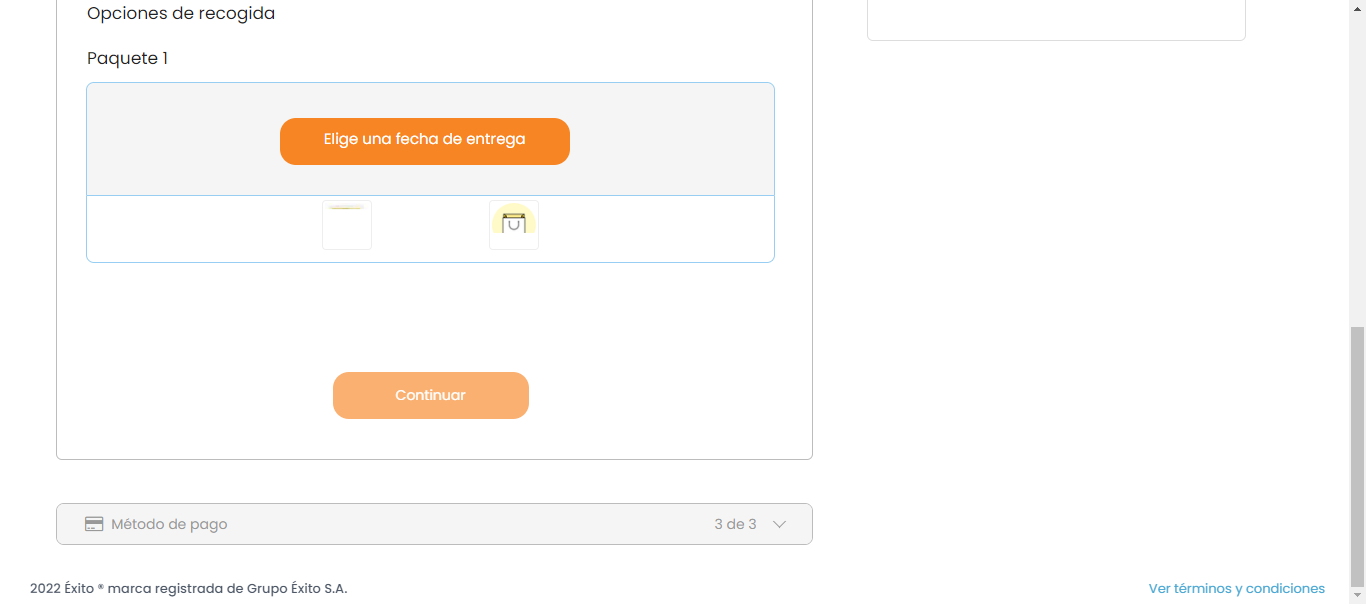 Opciones de recogida
Paquete 1
Elige una fecha de entrega
Continuar
Método de pago
3 de 3
2022 Éxito ® marca registrada de Grupo Éxito S.A.
Ver términos y condiciones